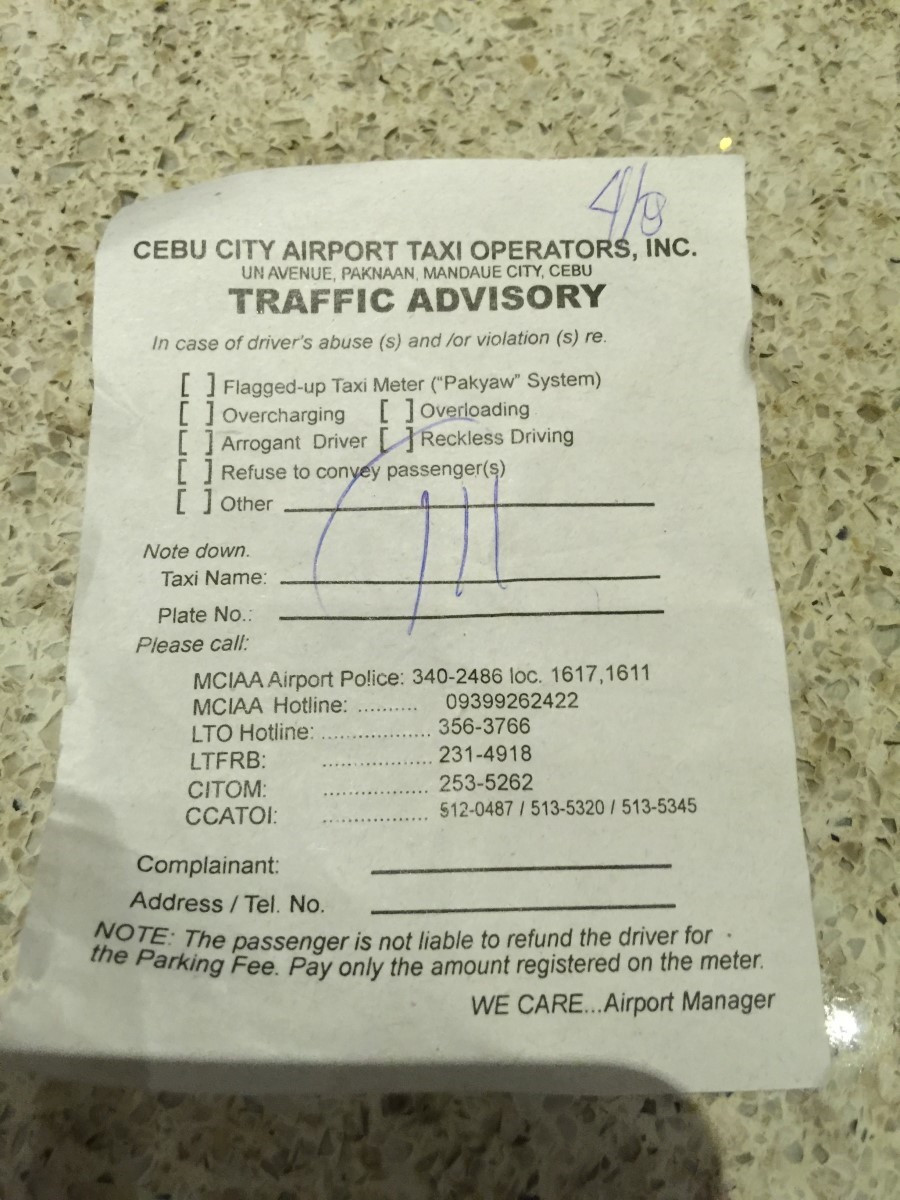 4/8
CEBU CITY AIRPORT TAXI OPERATORS, INC.
UN AVENUE, PAKNAAN, MANDAUE CITY, CEBU
TRAFFIC ADVISORY
In case of driver's abuse (s) and /or violation (s) re.
[ ] Flagged-up Taxi Meter ("Pakyaw" System)
[ ] Overcharging [ ] Overloading
[ ] Arrogant Driver [ ] Reckless Driving
[ ] Refuse to convey passenger(s)
[ ] Other
Note down.
Taxi Name:
Plate No.:
Please call:
MCIAA Airport Police: 340-2486 loc. 1617,1611
MCIAA Hotline: .......... 09399262422
LTO Hotline: .................. 356-3766
LTFRB: .................. 231-4918
CITOM: .................. 253-5262
CCATOI: .................. 512-0487 / 513-5320 / 513-5345
Complainant:
Address / Tel. No.
NOTE: The passenger is not liable to refund the driver for
the Parking Fee. Pay only the amount registered on the meter.
WE CARE...Airport Manager